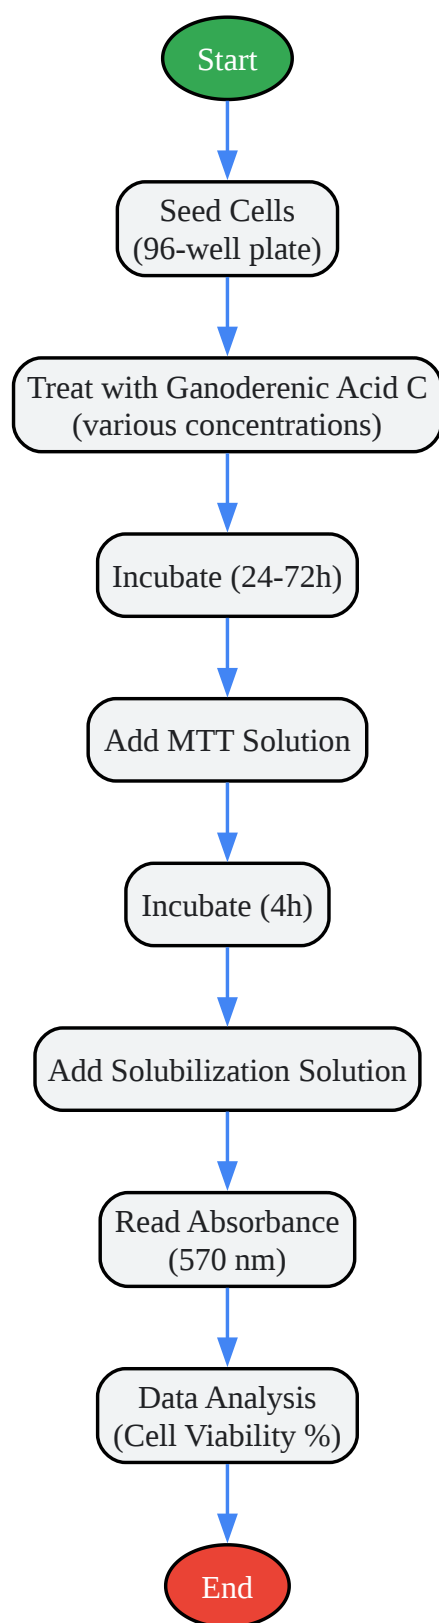 Start
Seed Cells
(96-well plate)
Treat with Ganoderenic Acid C
(various concentrations)
Incubate (24-72h)
Add MTT Solution
Incubate (4h)
Add Solubilization Solution
Read Absorbance
(570 nm)
Data Analysis
(Cell Viability %)
End